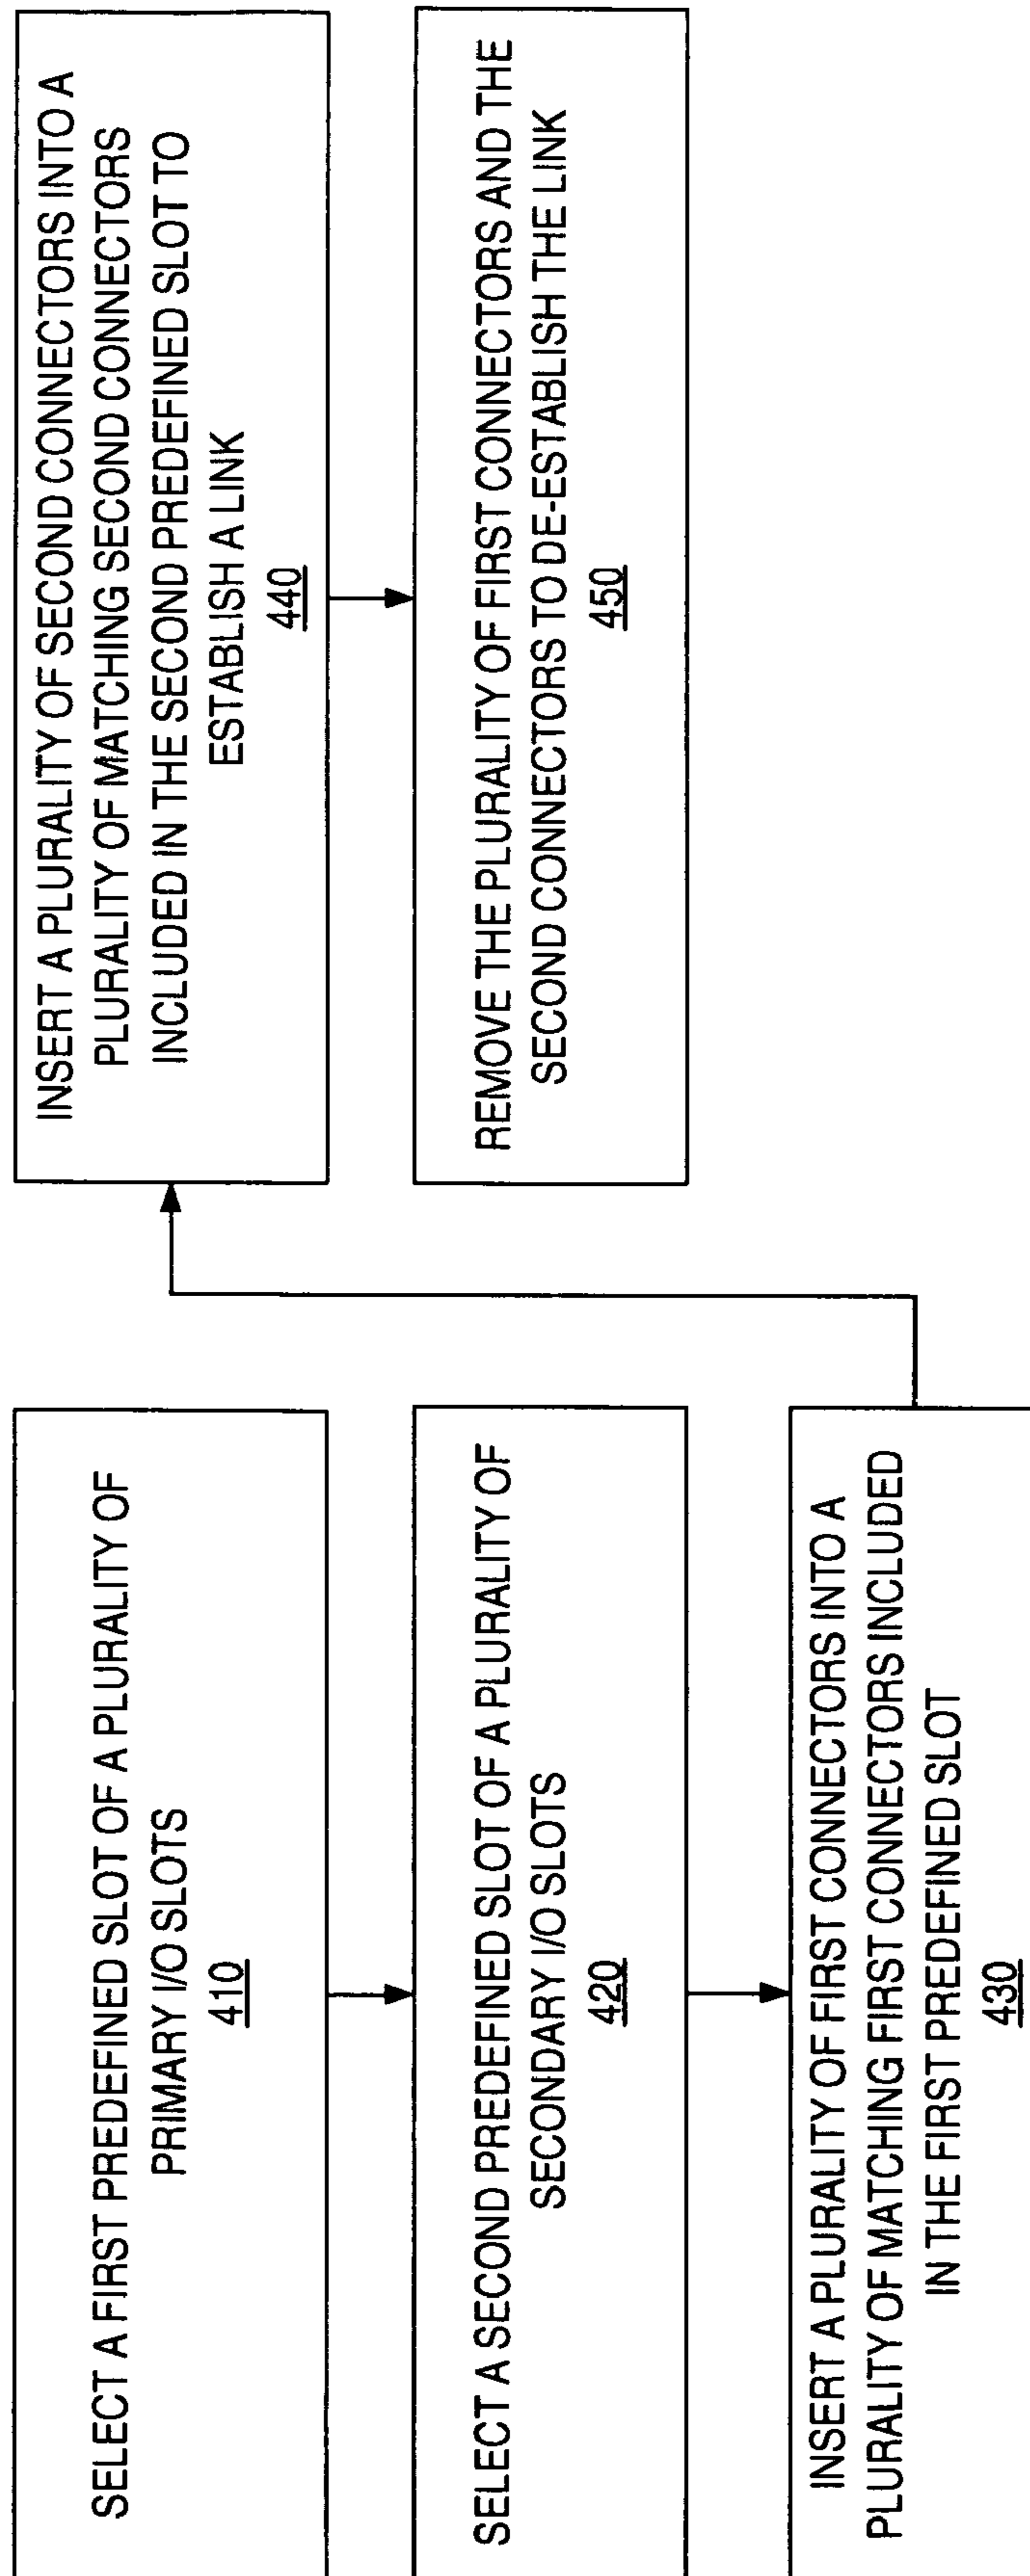 SELECT A FIRST PREDEFINED SLOT OF A PLURALITY OF
PRIMARY I/O SLOTS
410
SELECT A SECOND PREDEFINED SLOT OF A PLURALITY OF
SECONDARY I/O SLOTS
420
INSERT A PLURALITY OF FIRST CONNECTORS INTO A
PLURALITY OF MATCHING FIRST CONNECTORS INCLUDED
IN THE FIRST PREDEFINED SLOT
430
INSERT A PLURALITY OF SECOND CONNECTORS INTO A
PLURALITY OF MATCHING SECOND CONNECTORS
INCLUDED IN THE SECOND PREDEFINED SLOT TO
ESTABLISH A LINK
440
REMOVE THE PLURALITY OF FIRST CONNECTORS AND THE
SECOND CONNECTORS TO DE-ESTABLISH THE LINK
450